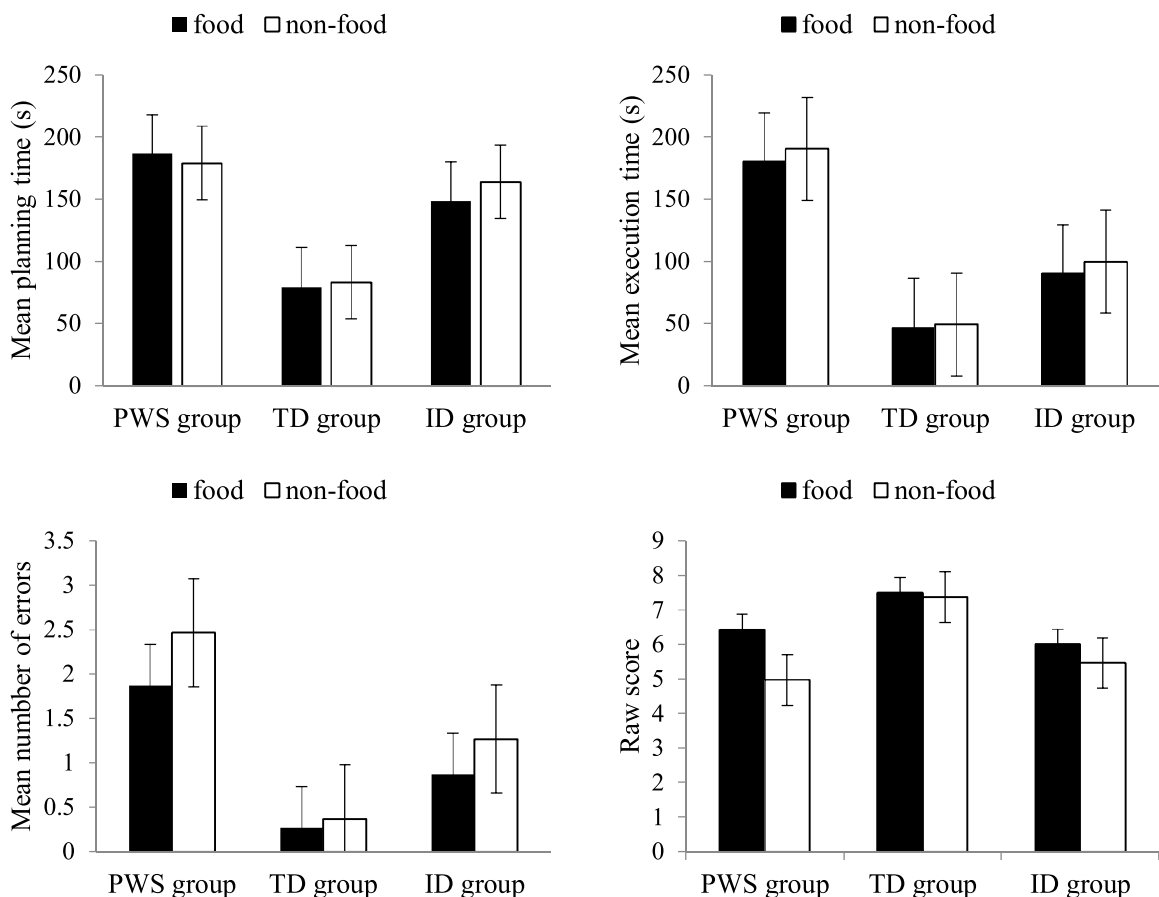 food non-food
Mean planning time (s)
250
200
150
100
50
0
PWS group TD group ID group
food non-food
Mean execution time (s)
250
200
150
100
50
0
PWS group TD group ID group
food non-food
Mean numbber of errors
3.5
3
2.5
2
1.5
1
0.5
0
PWS group TD group ID group
food non-food
Raw score
9
8
7
6
5
4
3
2
1
0
PWS group TD group ID group